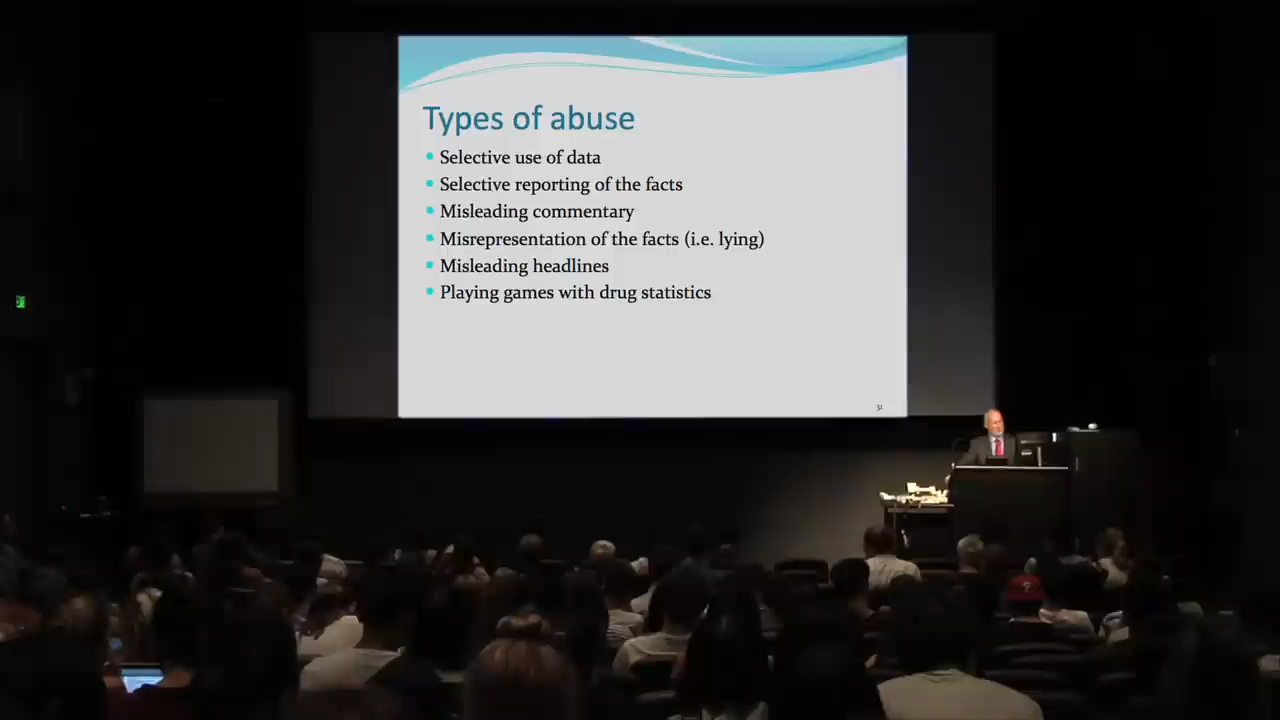 Types of abuse
Selective use of data
Selective reporting of the facts
Misleading commentary
Misrepresentation of the facts (i.e. lying)
Misleading headlines
Playing games with drug statistics